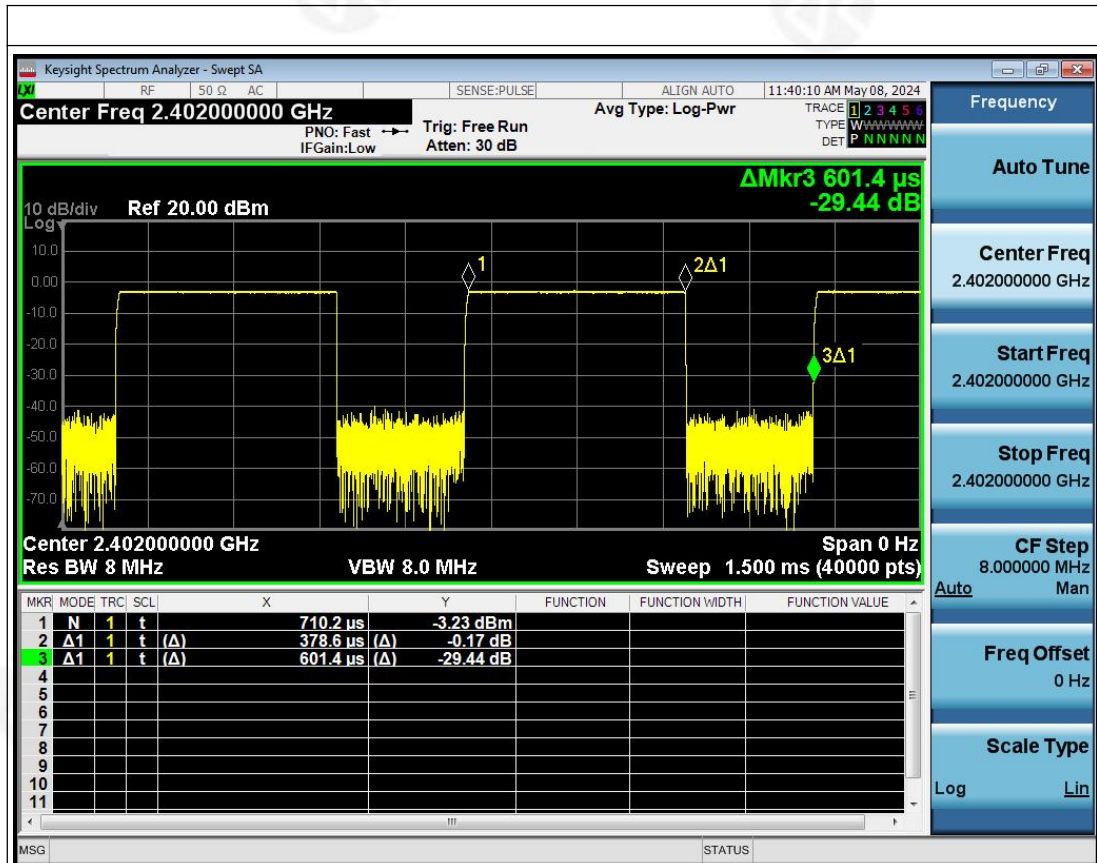 Keysight Spectrum Analyzer - Swept SA
LXI RF 50 Ω AC SENSE:PULSE ALIGN AUTO 11:40:10 AM May 08, 2024
Center Freq 2.402000000 GHz
PNO: Fast
IFGain:Low
Trig: Free Run
Atten: 30 dB
Avg Type: Log-Pwr
TRACE 1 2 3 4 5 6
TYPE WWWWWW
DET P N N N N N
ΔMkr3 601.4 µs
-29.44 dB
10 dB/div Ref 20.00 dBm
Log
10.0
0.00
-10.0
-20.0
-30.0
-40.0
-50.0
-60.0
-70.0
1
2Δ1
3Δ1
Center 2.402000000 GHz Span 0 Hz
Res BW 8 MHz VBW 8.0 MHz Sweep 1.500 ms (40000 pts)
MKR MODE TRC SCL X Y FUNCTION FUNCTION WIDTH FUNCTION VALUE
1 N 1 t 710.2 µs -3.23 dBm
2 Δ1 1 t (Δ) 378.6 µs (Δ) -0.17 dB
3 Δ1 1 t (Δ) 601.4 µs (Δ) -29.44 dB
4
5
6
7
8
9
10
11
MSG STATUS
Frequency
Auto Tune
Center Freq
2.402000000 GHz
Start Freq
2.402000000 GHz
Stop Freq
2.402000000 GHz
CF Step
8.000000 MHz
Auto Man
Freq Offset
0 Hz
Scale Type
Log Lin